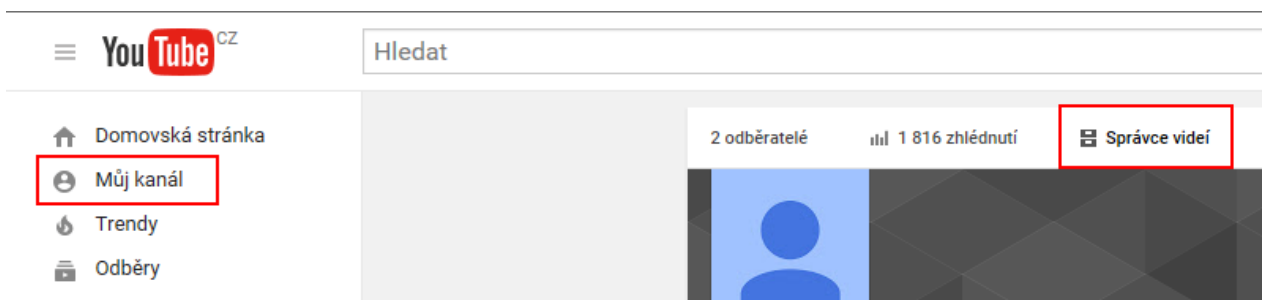 YouTube CZ
Hledat
Domovská stránka
Můj kanál
Trendy
Odběry
2 odběratelé
1 816 zhlédnutí
Správce videí